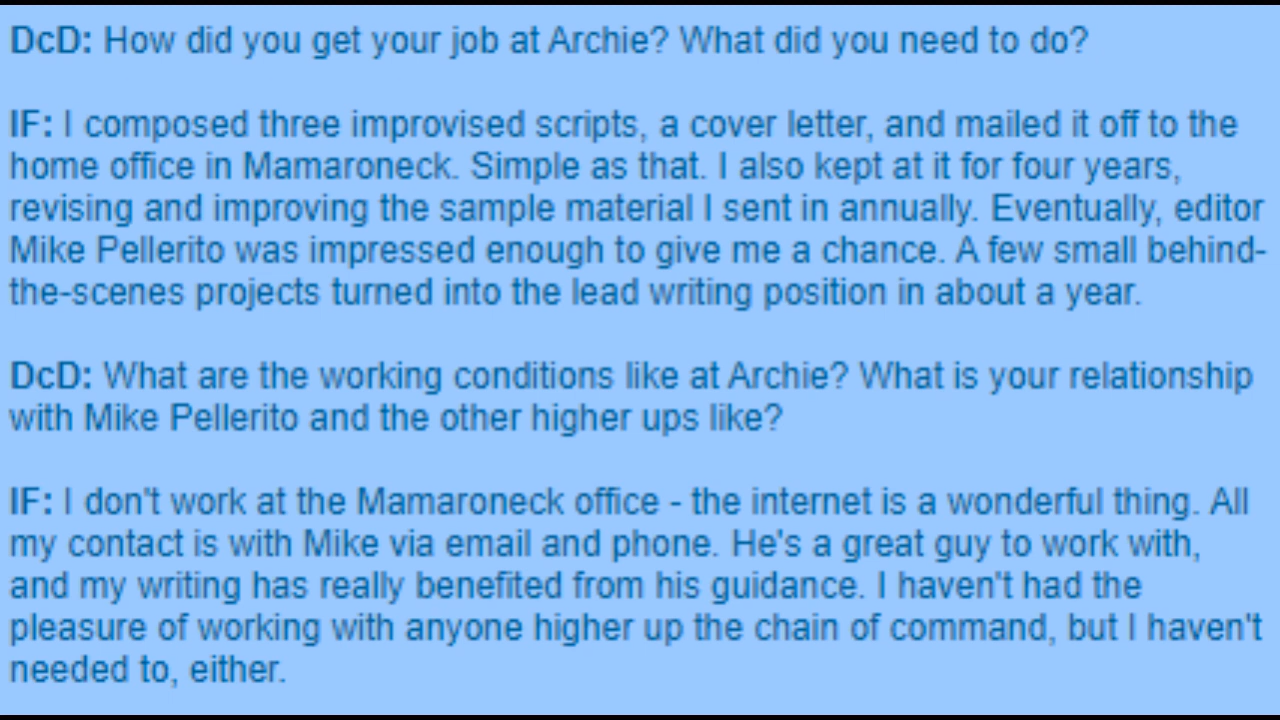 DcD: How did you get your job at Archie? What did you need to do?
IF: I composed three improvised scripts, a cover letter, and mailed it off to the
home office in Mamaroneck. Simple as that. I also kept at it for four years,
revising and improving the sample material I sent in annually. Eventually, editor
Mike Pellerito was impressed enough to give me a chance. A few small behind-
the-scenes projects turned into the lead writing position in about a year.
DcD: What are the working conditions like at Archie? What is your relationship
with Mike Pellerito and the other higher ups like?
IF: I don't work at the Mamaroneck office - the internet is a wonderful thing. All
my contact is with Mike via email and phone. He's a great guy to work with,
and my writing has really benefited from his guidance. I haven't had the
pleasure of working with anyone higher up the chain of command, but I haven't
needed to, either.